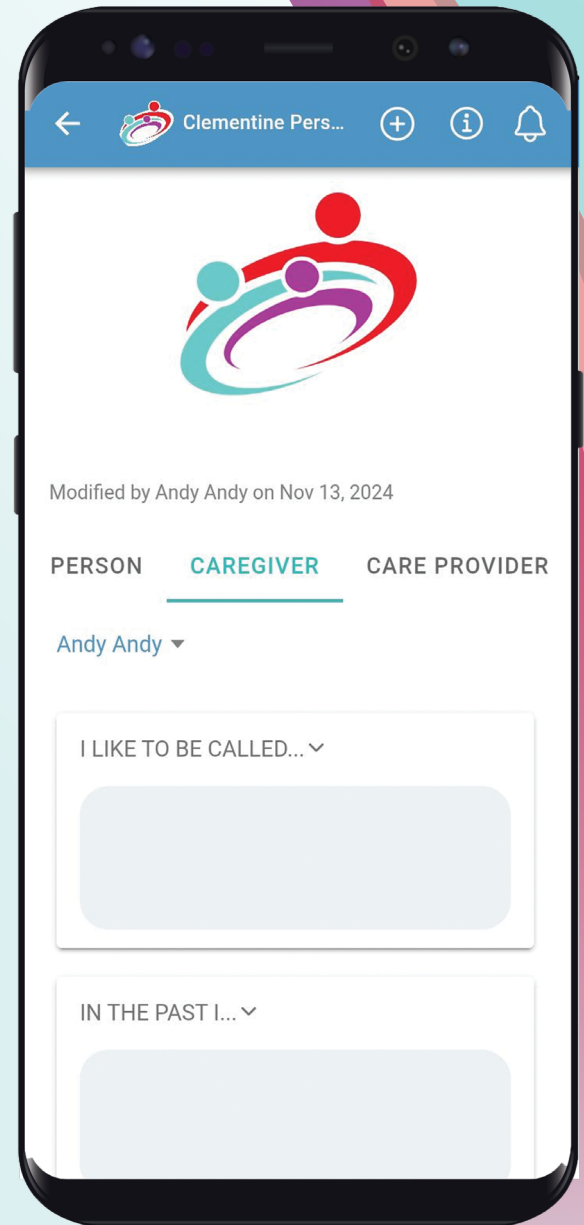 Clementine Pers...
Modified by Andy Andy on Nov 13, 2024
PERSON CAREGIVER CARE PROVIDER
Andy Andy
I LIKE TO BE CALLED...
IN THE PAST I...